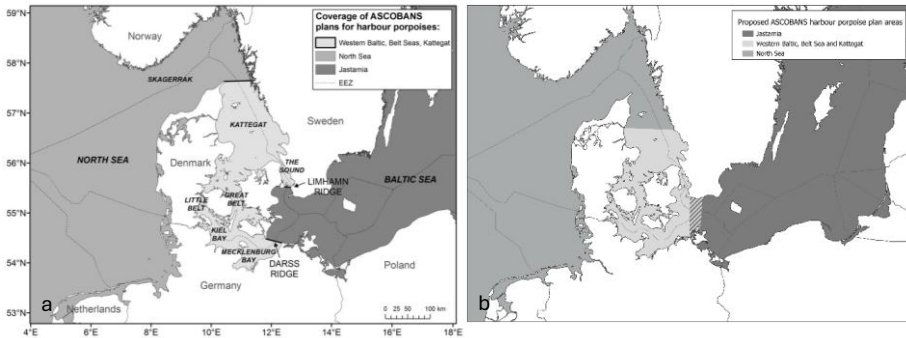 59°N
58°N
57°N
56°N
55°N
54°N
53°N
4°E
6°E
8°E
10°E
12°E
14°E
16°E
18°E
Norway
SKAGERRAK
KATTEGAT
Sweden
NORTH SEA
Denmark
THE
SOUND
LIMHAMN
RIDGE
BALTIC SEA
LITTLE
BELT
GREAT
BELT
KIEL
BAY
MECKLENBURG
BAY
DARSS
RIDGE
Germany
Poland
Netherlands
a
Coverage of ASCOBANS
plans for harbour porpoises:
Western Baltic, Belt Seas, Kattegat
North Sea
Jastarnia
EEZ
0 25 50 100 km
Proposed ASCOBANS harbour porpoise plan areas
Jastarnia
Western Baltic, Belt Sea and Kattegat
North Sea
b